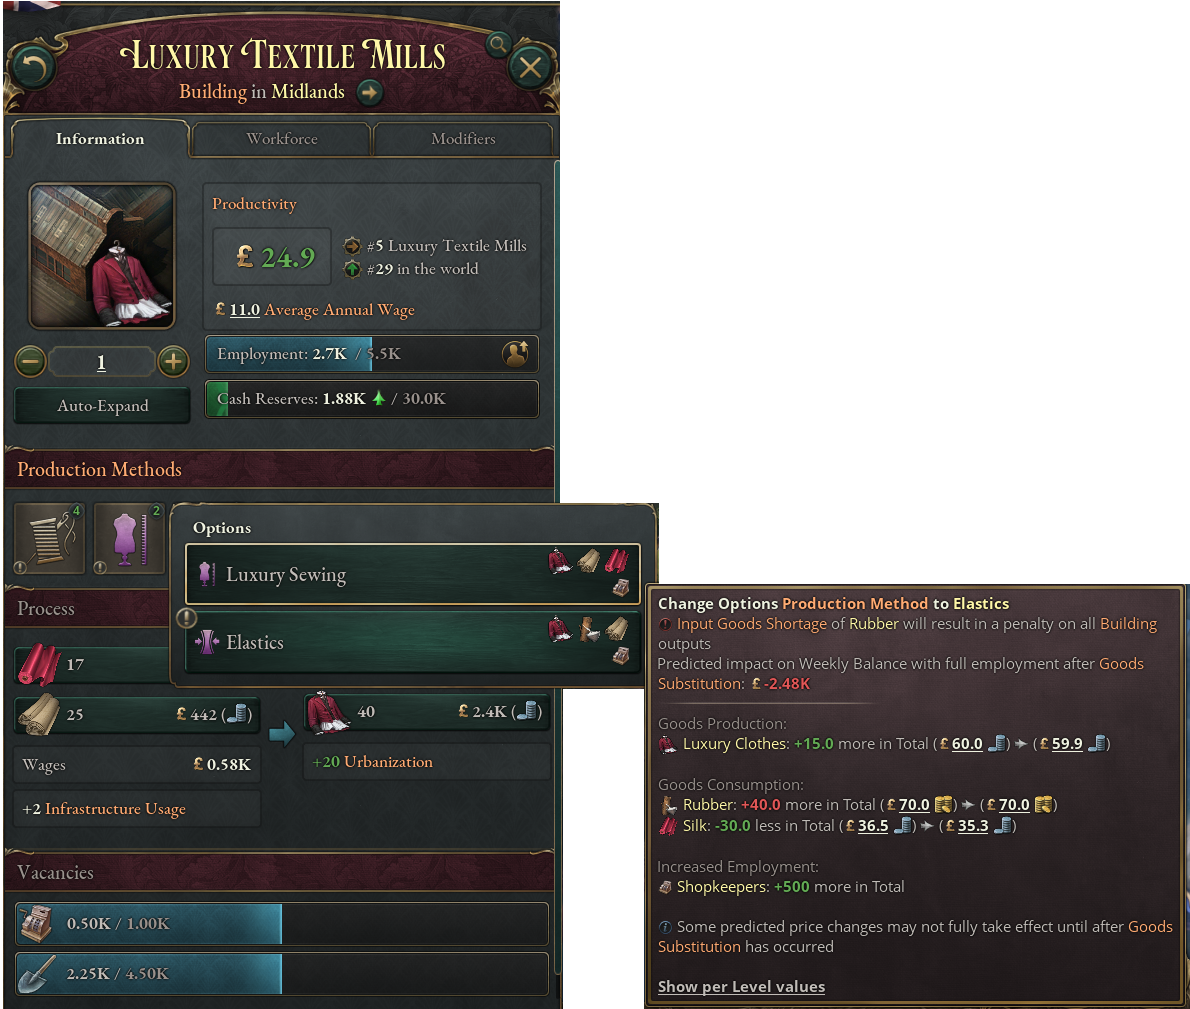 Luxury Textile Mills
Building in Midlands
Information
Workforce
Modifiers
Productivity
£ 24.9
#5 Luxury Textile Mills
#29 in the world
£ 11.0 Average Annual Wage
1
Employment: 2.7K / 5.5K
Auto-Expand
Cash Reserves: 1.88K / 30.0K
Production Methods
4
2
Options
Luxury Sewing
Elastics
Process
17
25
£ 442 ( )
40
£ 2.4K ( )
Wages
£ 0.58K
+20 Urbanization
+2 Infrastructure Usage
Vacancies
0.50K / 1.00K
2.25K / 4.50K
Change Options Production Method to Elastics
Input Goods Shortage of Rubber will result in a penalty on all Building
outputs
Predicted impact on Weekly Balance with full employment after Goods
Substitution: £ -2.48K
Goods Production:
Luxury Clothes: +15.0 more in Total ( £ 60.0 ) ( £ 59.9 )
Goods Consumption:
Rubber: +40.0 more in Total ( £ 70.0 ) ( £ 70.0 )
Silk: -30.0 less in Total ( £ 36.5 ) ( £ 35.3 )
Increased Employment:
Shopkeepers: +500 more in Total
Some predicted price changes may not fully take effect until after Goods
Substitution has occurred
Show per Level values